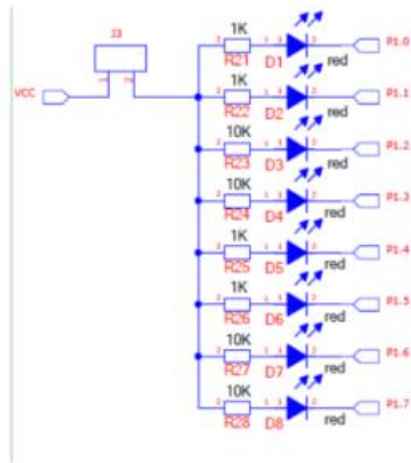 J3
VCC
1 2
1K
R21 D1 red P1.0
1K
R22 D2 red P1.1
10K
R23 D3 red P1.2
10K
R24 D4 red P1.3
1K
R25 D5 red P1.4
1K
R26 D6 red P1.5
10K
R27 D7 red P1.6
10K
R28 D8 red P1.7